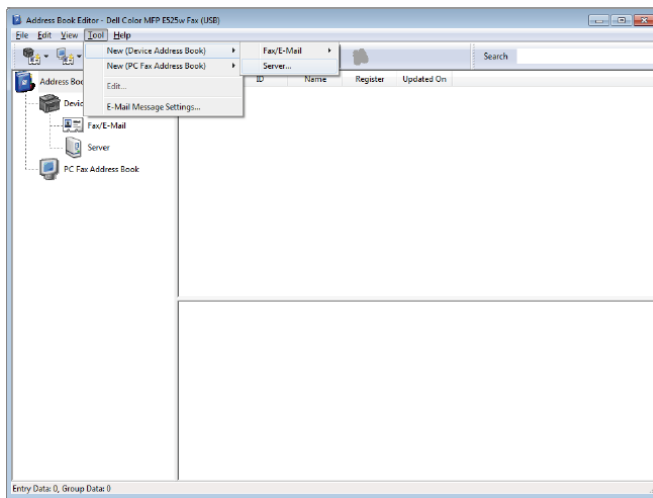 Address Book Editor - Dell Color MFP E525w Fax (USB)
File Edit View Tool Help
New (Device Address Book) Fax/E-Mail
New (PC Fax Address Book) Server...
Search
Edit...
E-Mail Message Settings...
ID Name Register Updated On
Address Boo
Devic
Fax/E-Mail
Server
PC Fax Address Book
Entry Data: 0, Group Data: 0